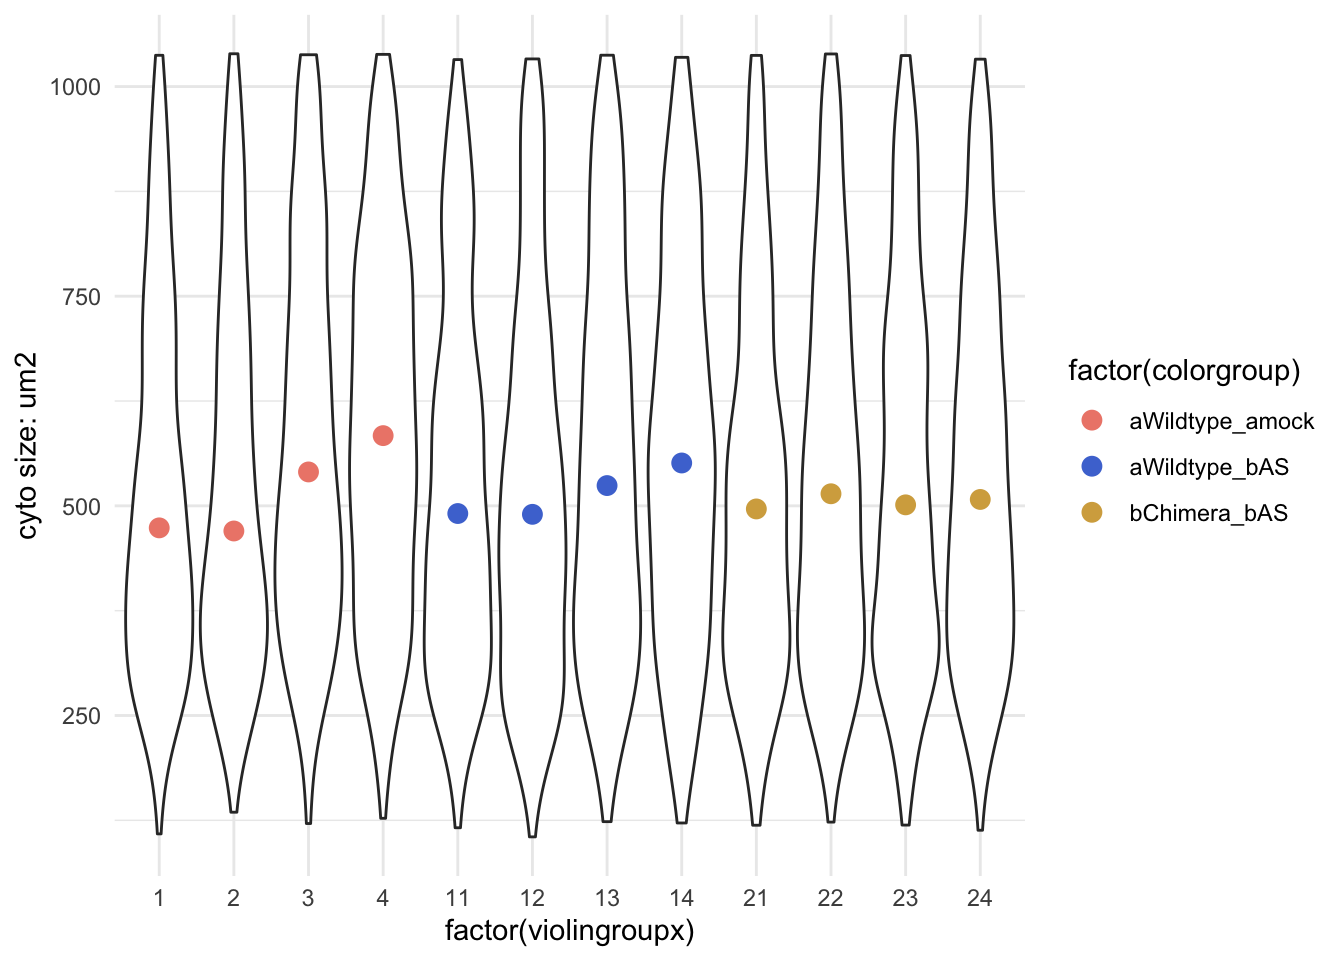 cyto size: um2
1000
750
500
250
1 2 3 4 11 12 13 14 21 22 23 24
factor(violingroupx)
factor(colorgroup)
aWildtype_amock
aWildtype_bAS
bChimera_bAS